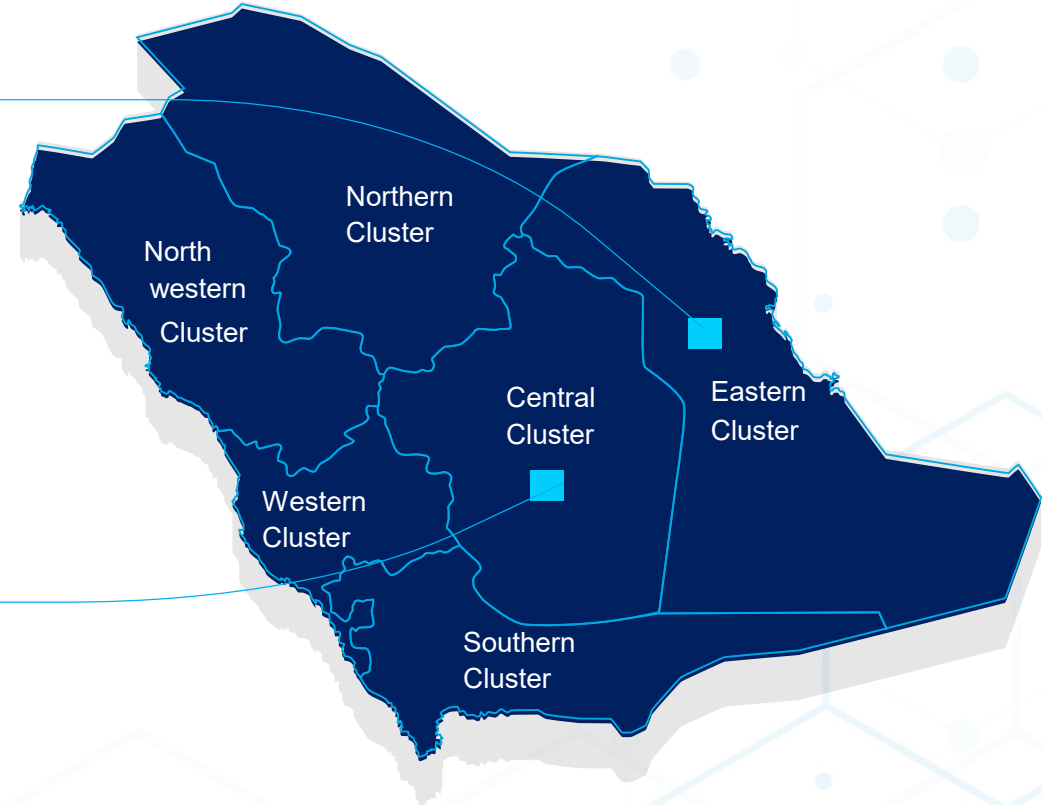 Northern
Cluster
North
western
Cluster
Central
Cluster
Eastern
Cluster
Western
Cluster
Southern
Cluster